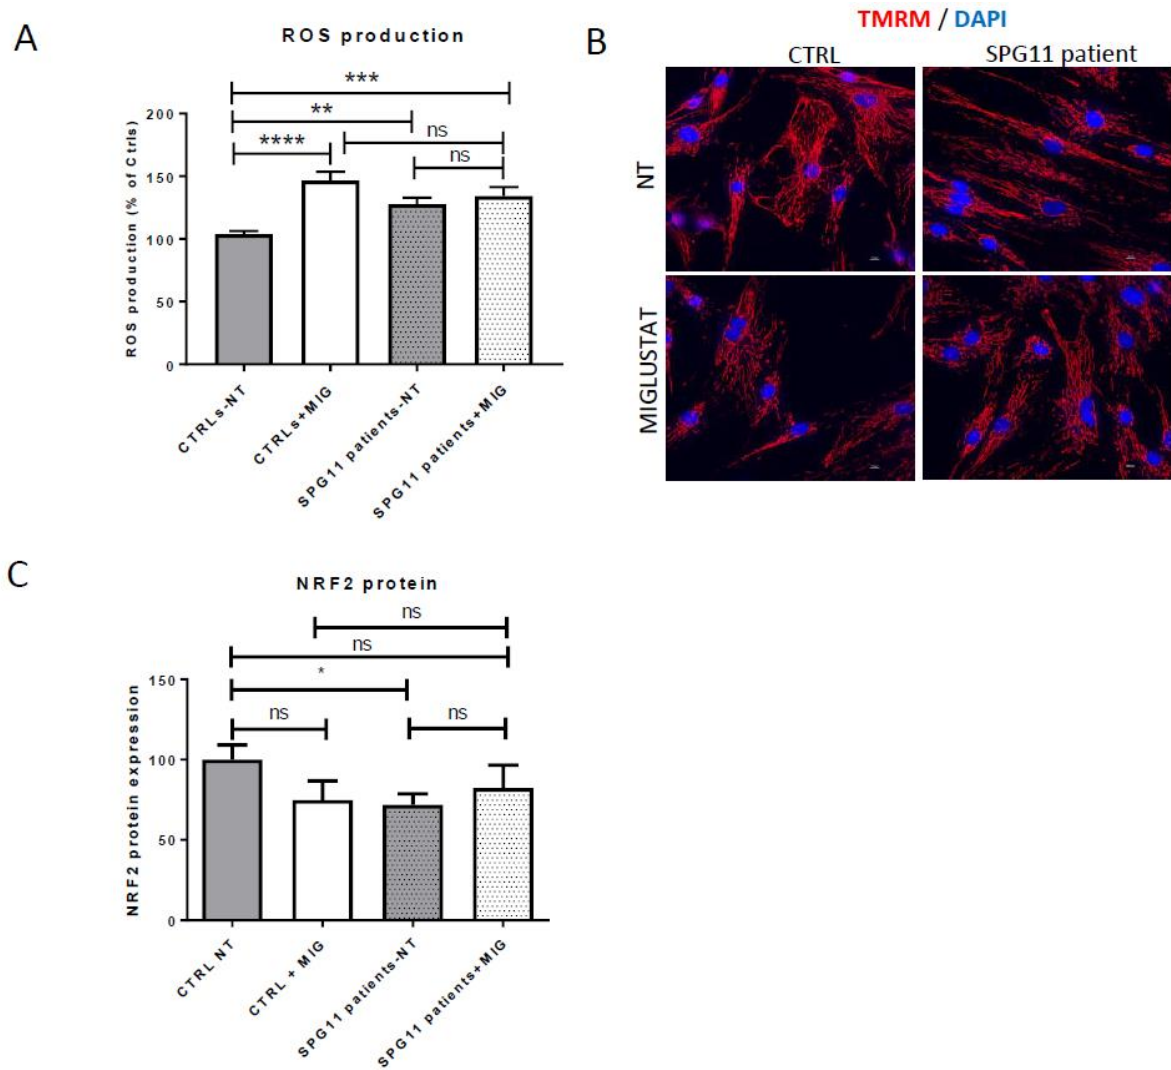 A
ROS production
***
**
****
ns
ns
200
150
100
50
0
ROS production (% of Ctrls)
CTRLs-NT
CTRLs+MIG
SPG11 patients-NT
SPG11 patients+MIG
B
TMRM / DAPI
CTRL
SPG11 patient
NT
MIGLUSTAT
C
NRF2 protein
ns
ns
*
ns
ns
150
100
50
0
NRF2 protein expression
CTRL NT
CTRL + MIG
SPG11 patients-NT
SPG11 patients+MIG